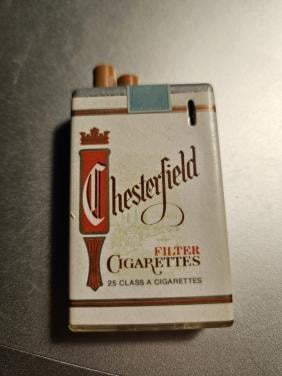 Chesterfield
FILTER
CIGARETTES
25 CLASS A CIGARETTES